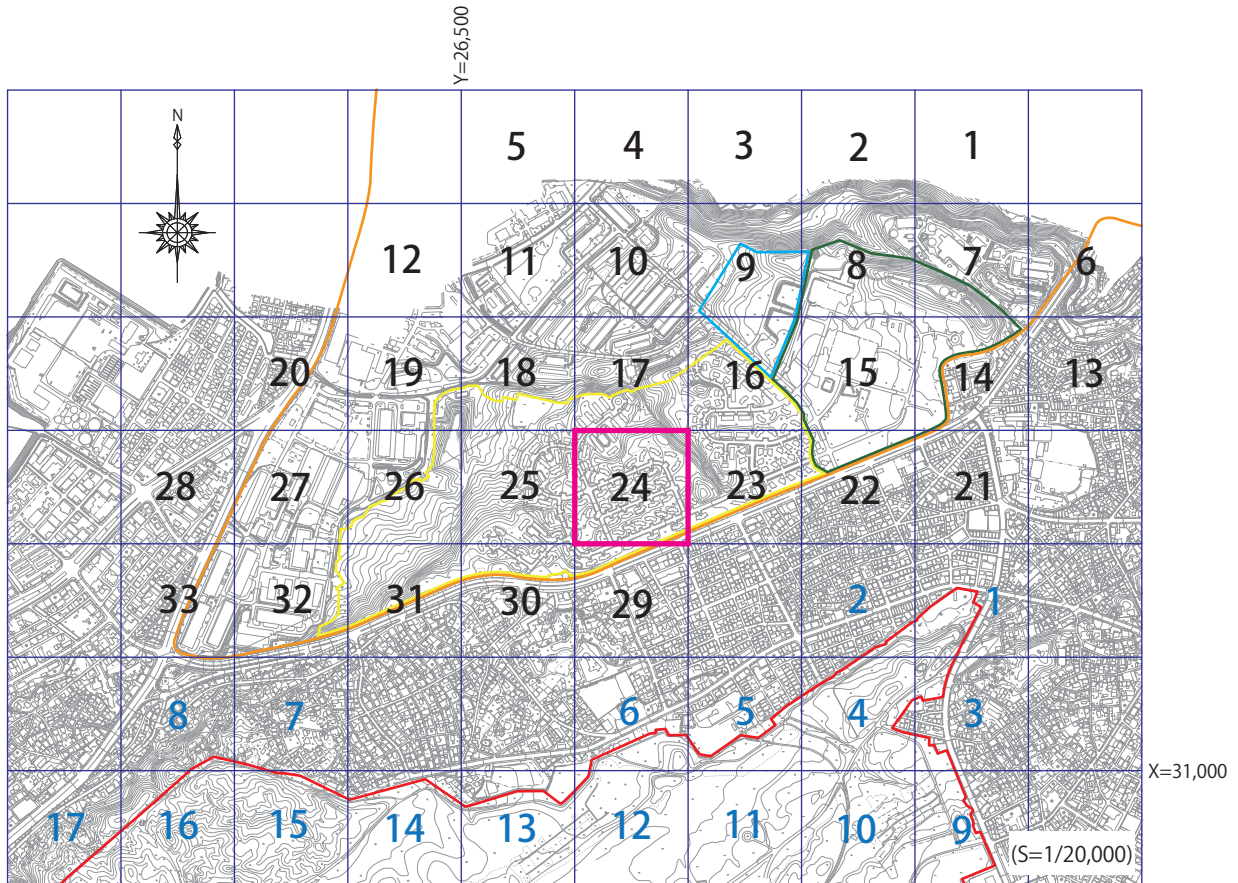 Y=26,500
N
5 4 3 2 1
12 11 10 9 8 7 6
20 19 18 17 16 15 14 13
28 27 26 25 24 23 22 21
33 32 31 30 29 2 1
8 7 6 5 4 3
X=31,000
17 16 15 14 13 12 11 10 9
(S=1/20,000)